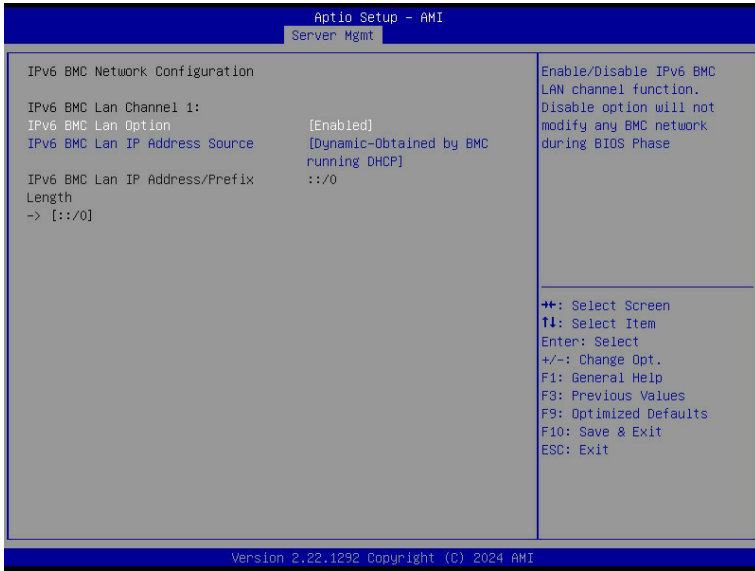 Aptio Setup - AMI
Server Mgmt
IPv6 BMC Network Configuration
IPv6 BMC Lan Channel 1:
IPv6 BMC Lan Option [Enabled]
IPv6 BMC Lan IP Address Source [Dynamic-Obtained by BMC
running DHCP]
IPv6 BMC Lan IP Address/Prefix ::/0
Length
-> [::/0]
Enable/Disable IPv6 BMC
LAN channel function.
Disable option will not
modify any BMC network
during BIOS Phase
→←: Select Screen
↑↓: Select Item
Enter: Select
+/-: Change Opt.
F1: General Help
F3: Previous Values
F9: Optimized Defaults
F10: Save & Exit
ESC: Exit
Version 2.22.1292 Copyright (C) 2024 AMI